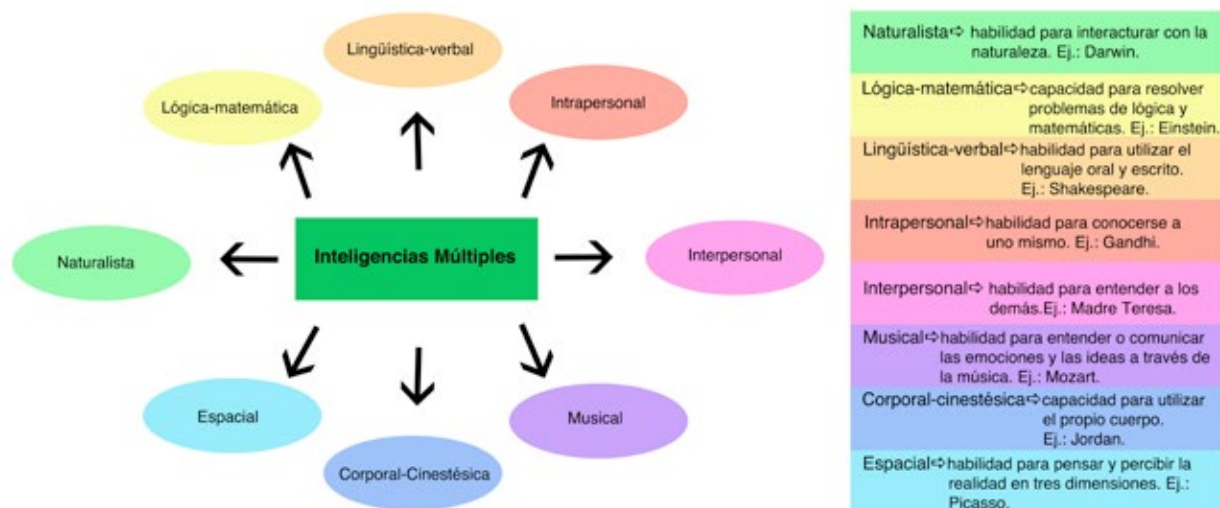 Lingüística-verbal
Lógica-matemática
Intrapersonal
Naturalista
Inteligencias Múltiples
Interpersonal
Espacial
Musical
Corporal-Cinestésica
Naturalista➪ habilidad para interacturar con la
naturaleza. Ej.: Darwin.
Lógica-matemática➪capacidad para resolver
problemas de lógica y
matemáticas. Ej.: Einstein.
Lingüística-verbal➪habilidad para utilizar el
lenguaje oral y escrito.
Ej.: Shakespeare.
Intrapersonal➪habilidad para conocerse a
uno mismo. Ej.: Gandhi.
Interpersonal➪ habilidad para entender a los
demás.Ej.: Madre Teresa.
Musical➪habilidad para entender o comunicar
las emociones y las ideas a través de
la música. Ej.: Mozart.
Corporal-cinestésica➪capacidad para utilizar
el propio cuerpo.
Ej.: Jordan.
Espacial➪habilidad para pensar y percibir la
realidad en tres dimensiones. Ej.:
Picasso.